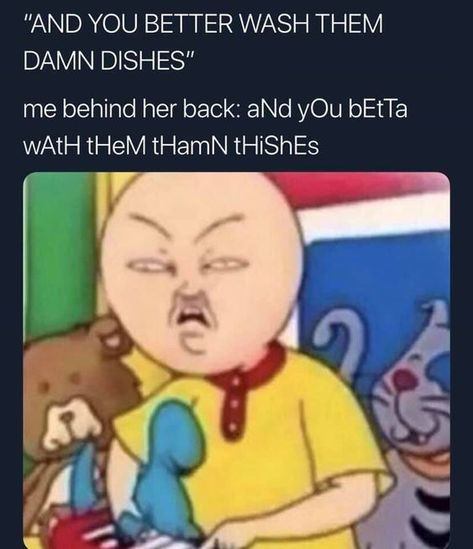 "AND YOU BETTER WASH THEM
DAMN DISHES"
me behind her back: aNd yOu bEtTa
wAtH tHeM tHamN tHiShEs